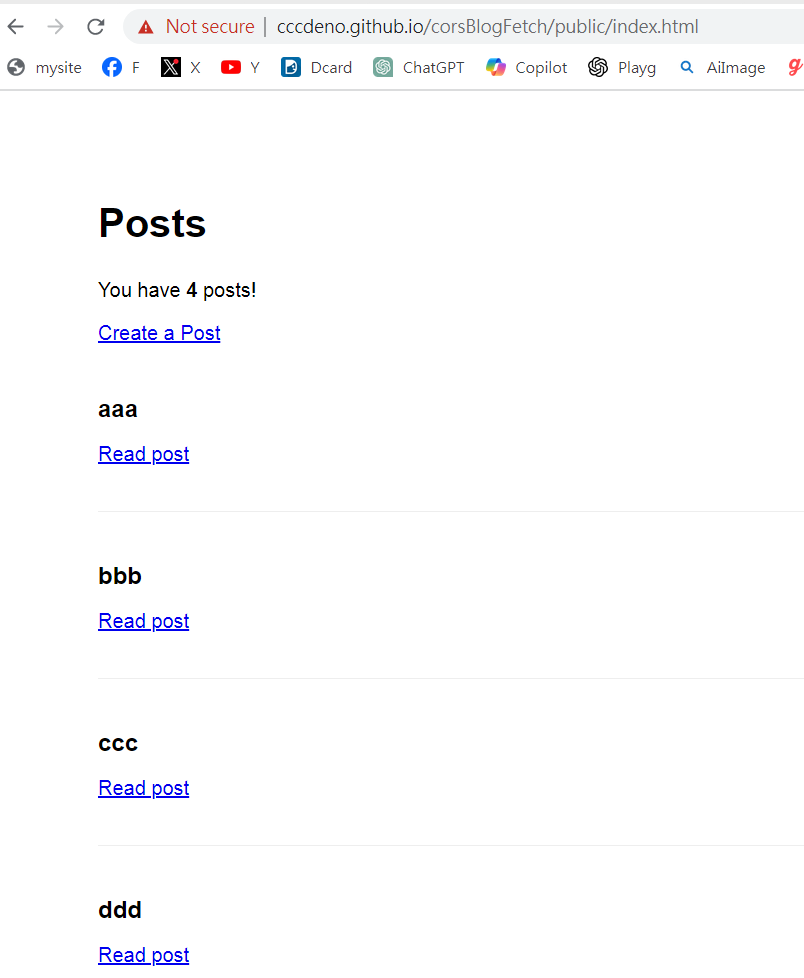 Not secure | cccdeno.github.io/corsBlogFetch/public/index.html
mysite F X Y Dcard ChatGPT Copilot Playg AiImage g
Posts
You have 4 posts!
Create a Post
aaa
Read post
bbb
Read post
ccc
Read post
ddd
Read post